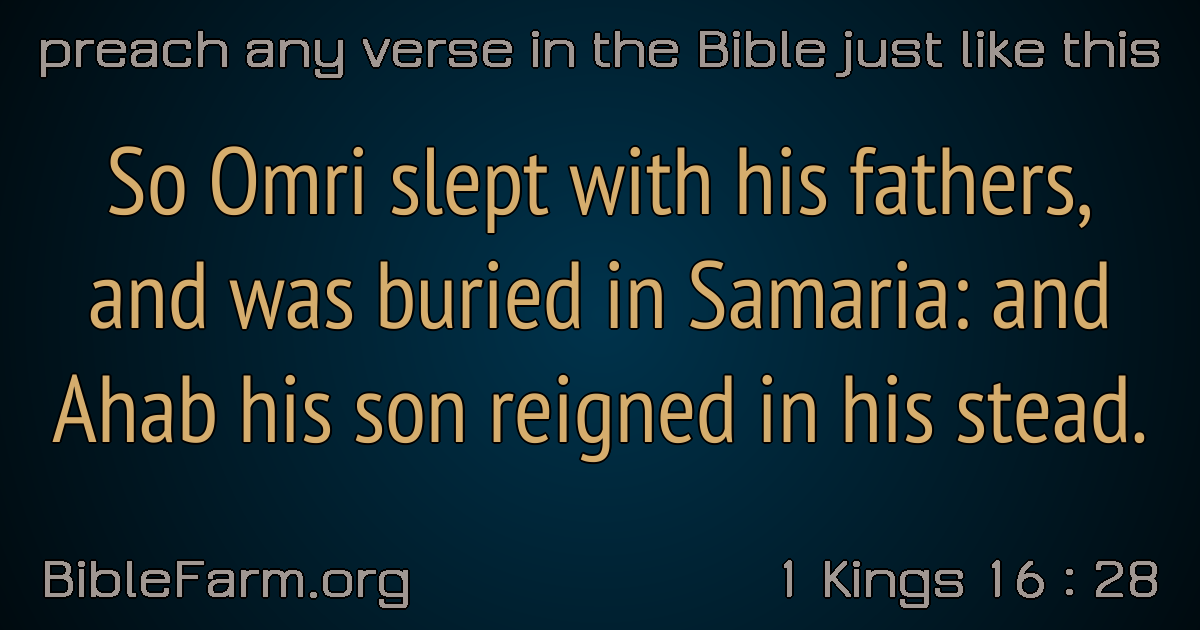 preach any verse in the Bible just like this
So Omri slept with his fathers,
and was buried in Samaria: and
Ahab his son reigned in his stead.
BibleFarm.org
1 Kings 16 : 28